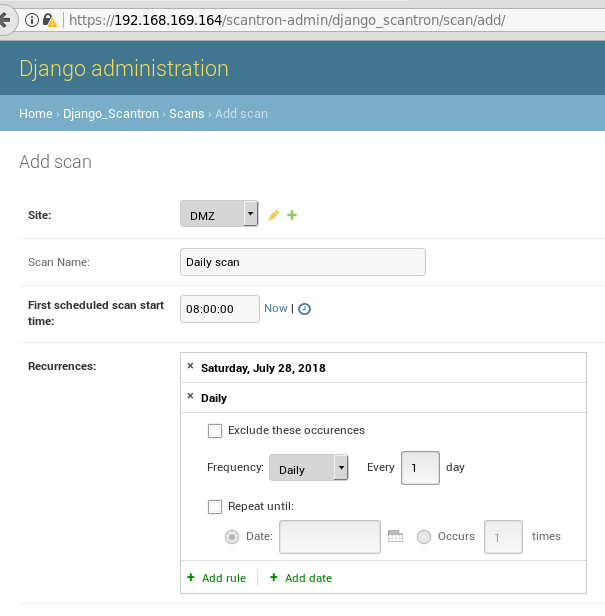 https://192.168.169.164/scantron-admin/django_scantron/scan/add/
Django administration
Home › Django_Scantron › Scans › Add scan
Add scan
Site: DMZ
Scan Name: Daily scan
First scheduled scan start
time:
08:00:00 Now |
Recurrences:
× Saturday, July 28, 2018
× Daily
Exclude these occurences
Frequency: Daily Every 1 day
Repeat until:
Date: Occurs 1 times
+ Add rule + Add date